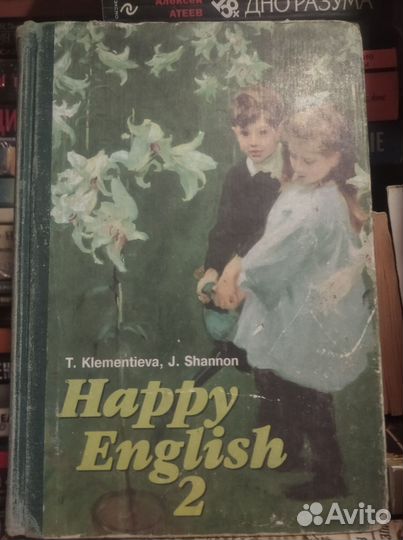 Алексей
АТЕЕВ
ДНО РАЗУМА
T. Klementieva, J. Shannon
Happy
English
2
Avito